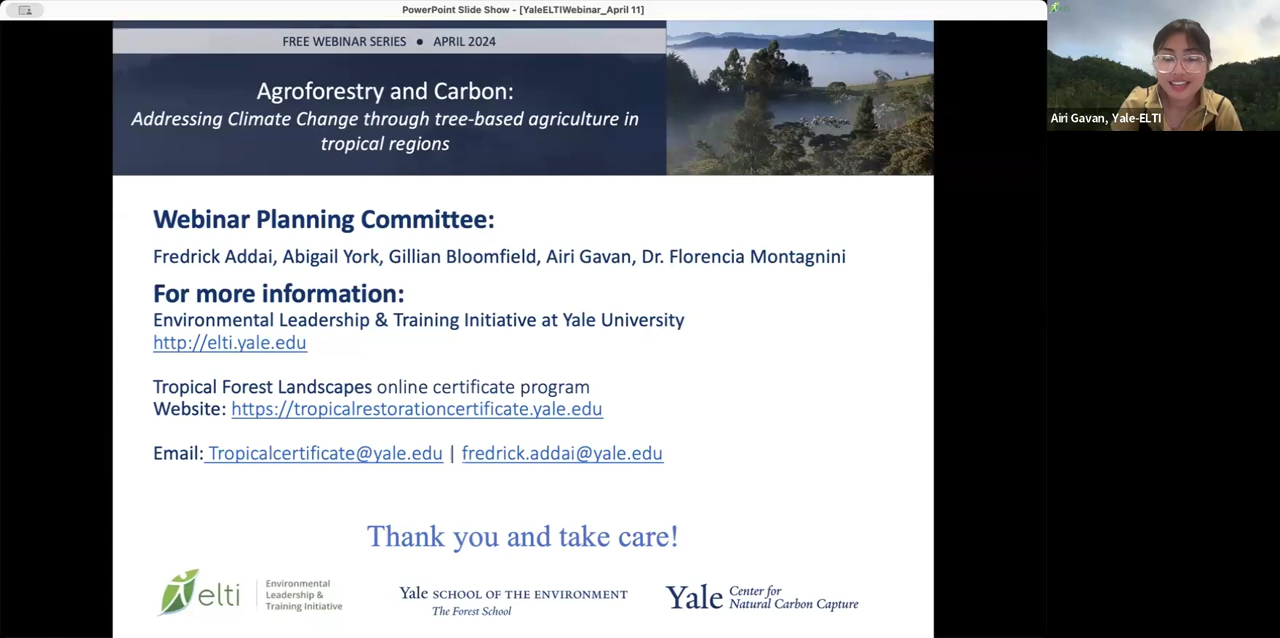 PowerPoint Slide Show - [YaleELTIWebinar_April 11]
FREE WEBINAR SERIES ● APRIL 2024
Agroforestry and Carbon:
Addressing Climate Change through tree-based agriculture in
tropical regions
Airi Gavan, Yale-ELTI
Webinar Planning Committee:
Fredrick Addai, Abigail York, Gillian Bloomfield, Airi Gavan, Dr. Florencia Montagnini
For more information:
Environmental Leadership & Training Initiative at Yale University
http://elti.yale.edu
Tropical Forest Landscapes online certificate program
Website: https://tropicalrestorationcertificate.yale.edu
Email: Tropicalcertificate@yale.edu | fredrick.addai@yale.edu
Thank you and take care!
elti
Environmental
Leadership &
Training Initiative
Yale SCHOOL OF THE ENVIRONMENT
The Forest School
Yale Center for
Natural Carbon Capture